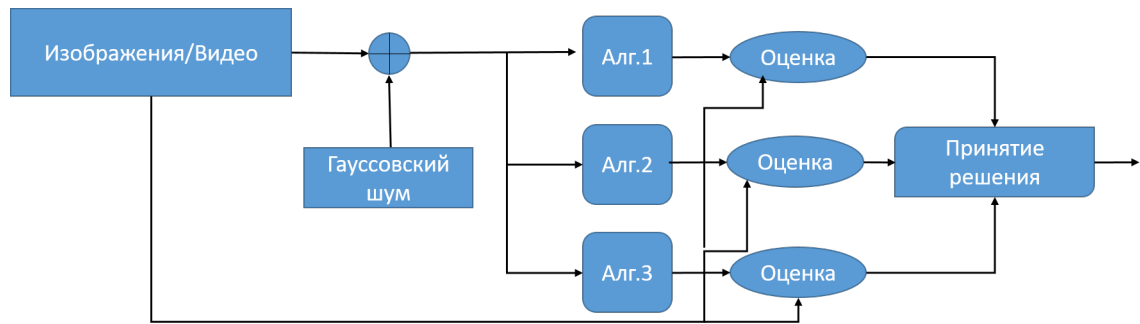 Изображения/Видео
Гауссовский
шум
Алг.1
Оценка
Алг.2
Оценка
Алг.3
Оценка
Принятие
решения